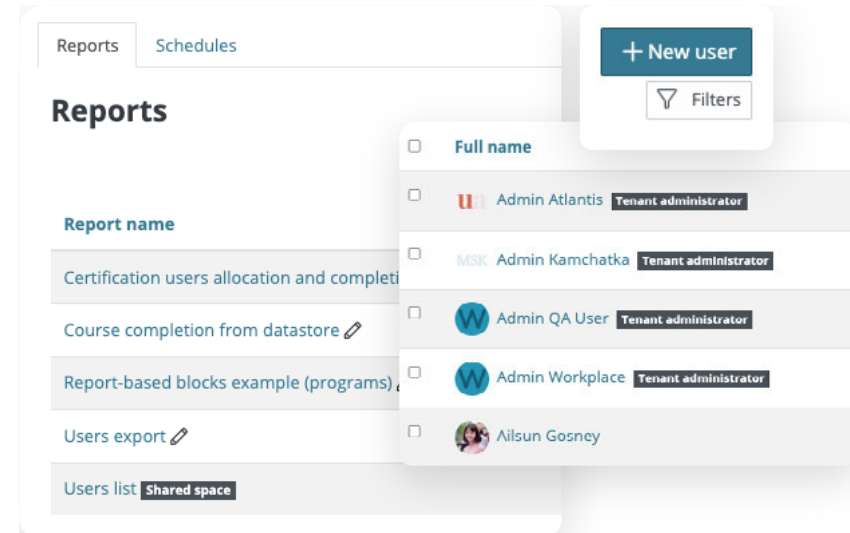 Reports Schedules
Reports
Report name
Certification users allocation and completi
Course completion from datastore
Report-based blocks example (programs)
Users export
Users list Shared space
+ New user
Filters
Full name
ua Admin Atlantis Tenant administrator
MSK Admin Kamchatka Tenant administrator
W Admin QA User Tenant administrator
W Admin Workplace Tenant administrator
Ailsun Gosney